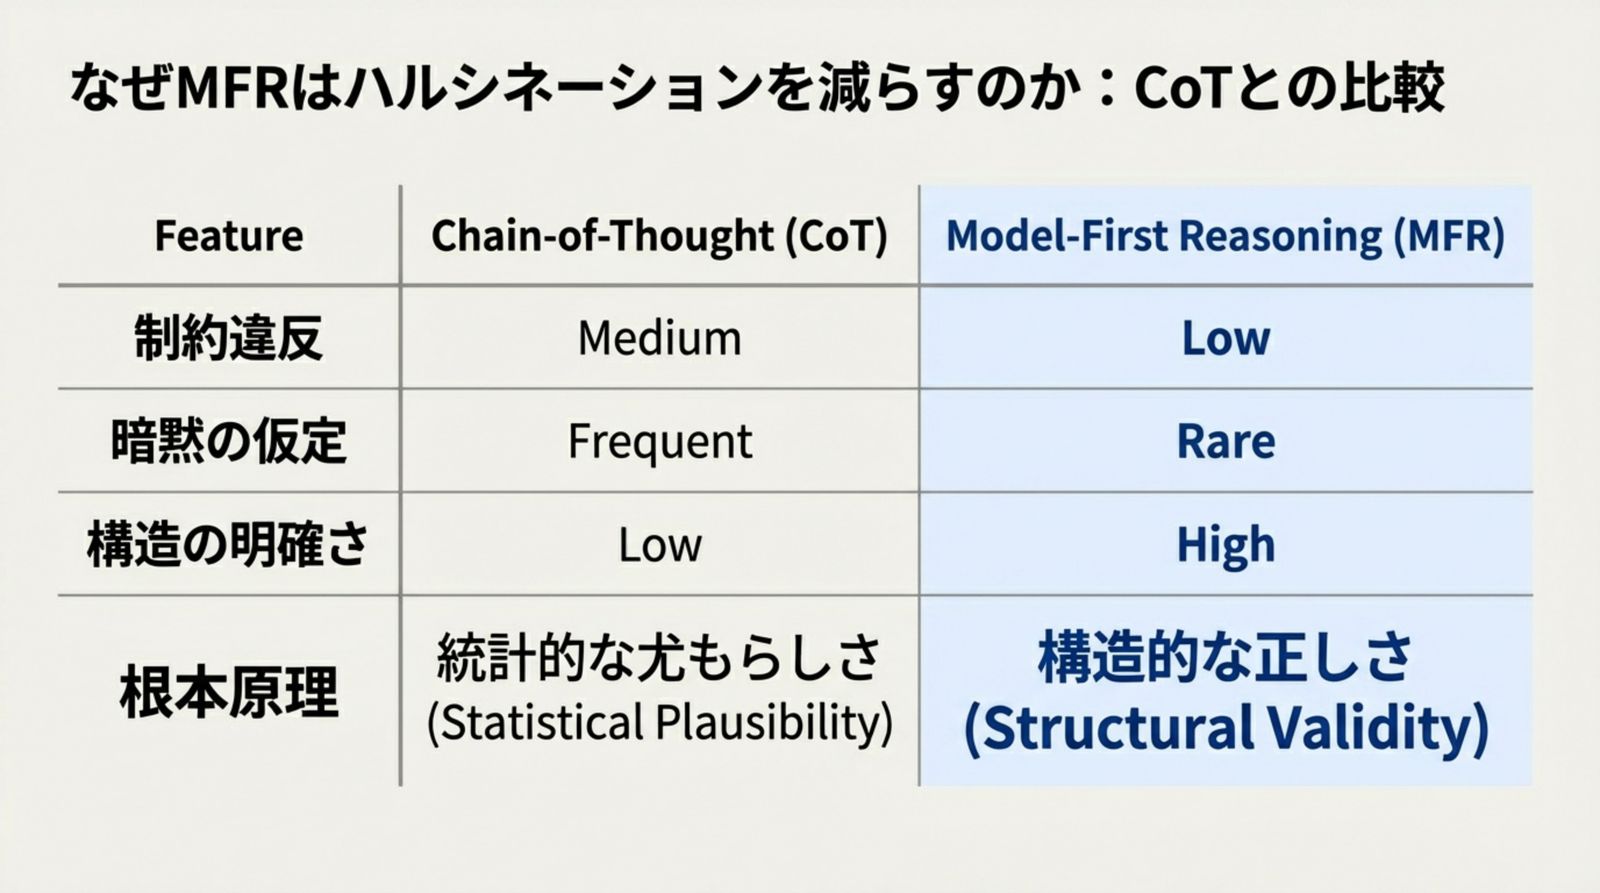 なぜMFRはハルシネーションを減らすのか：CoTとの比較
Feature
Chain-of-Thought (CoT)
Model-First Reasoning (MFR)
制約違反
Medium
Low
暗黙の仮定
Frequent
Rare
構造の明確さ
Low
High
根本原理
統計的な尤もらしさ
(Statistical Plausibility)
構造的な正しさ
(Structural Validity)